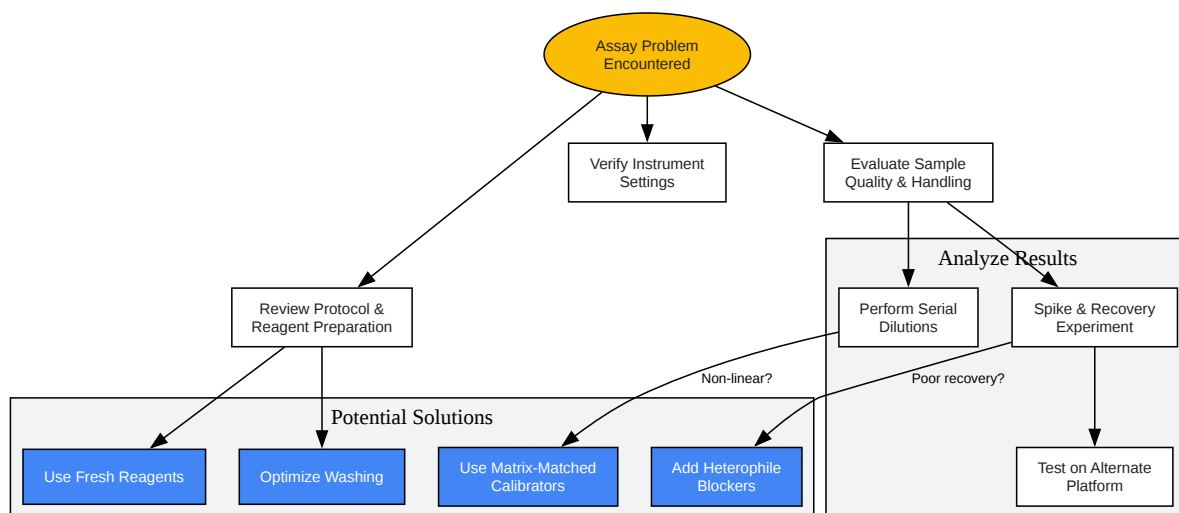 Assay Problem
Encountered
Verify Instrument
Settings
Evaluate Sample
Quality & Handling
Analyze Results
Review Protocol &
Reagent Preparation
Perform Serial
Dilutions
Spike & Recovery
Experiment
Non-linear?
Poor recovery?
Potential Solutions
Use Fresh Reagents
Optimize Washing
Use Matrix-Matched
Calibrators
Add Heterophile
Blockers
Test on Alternate
Platform